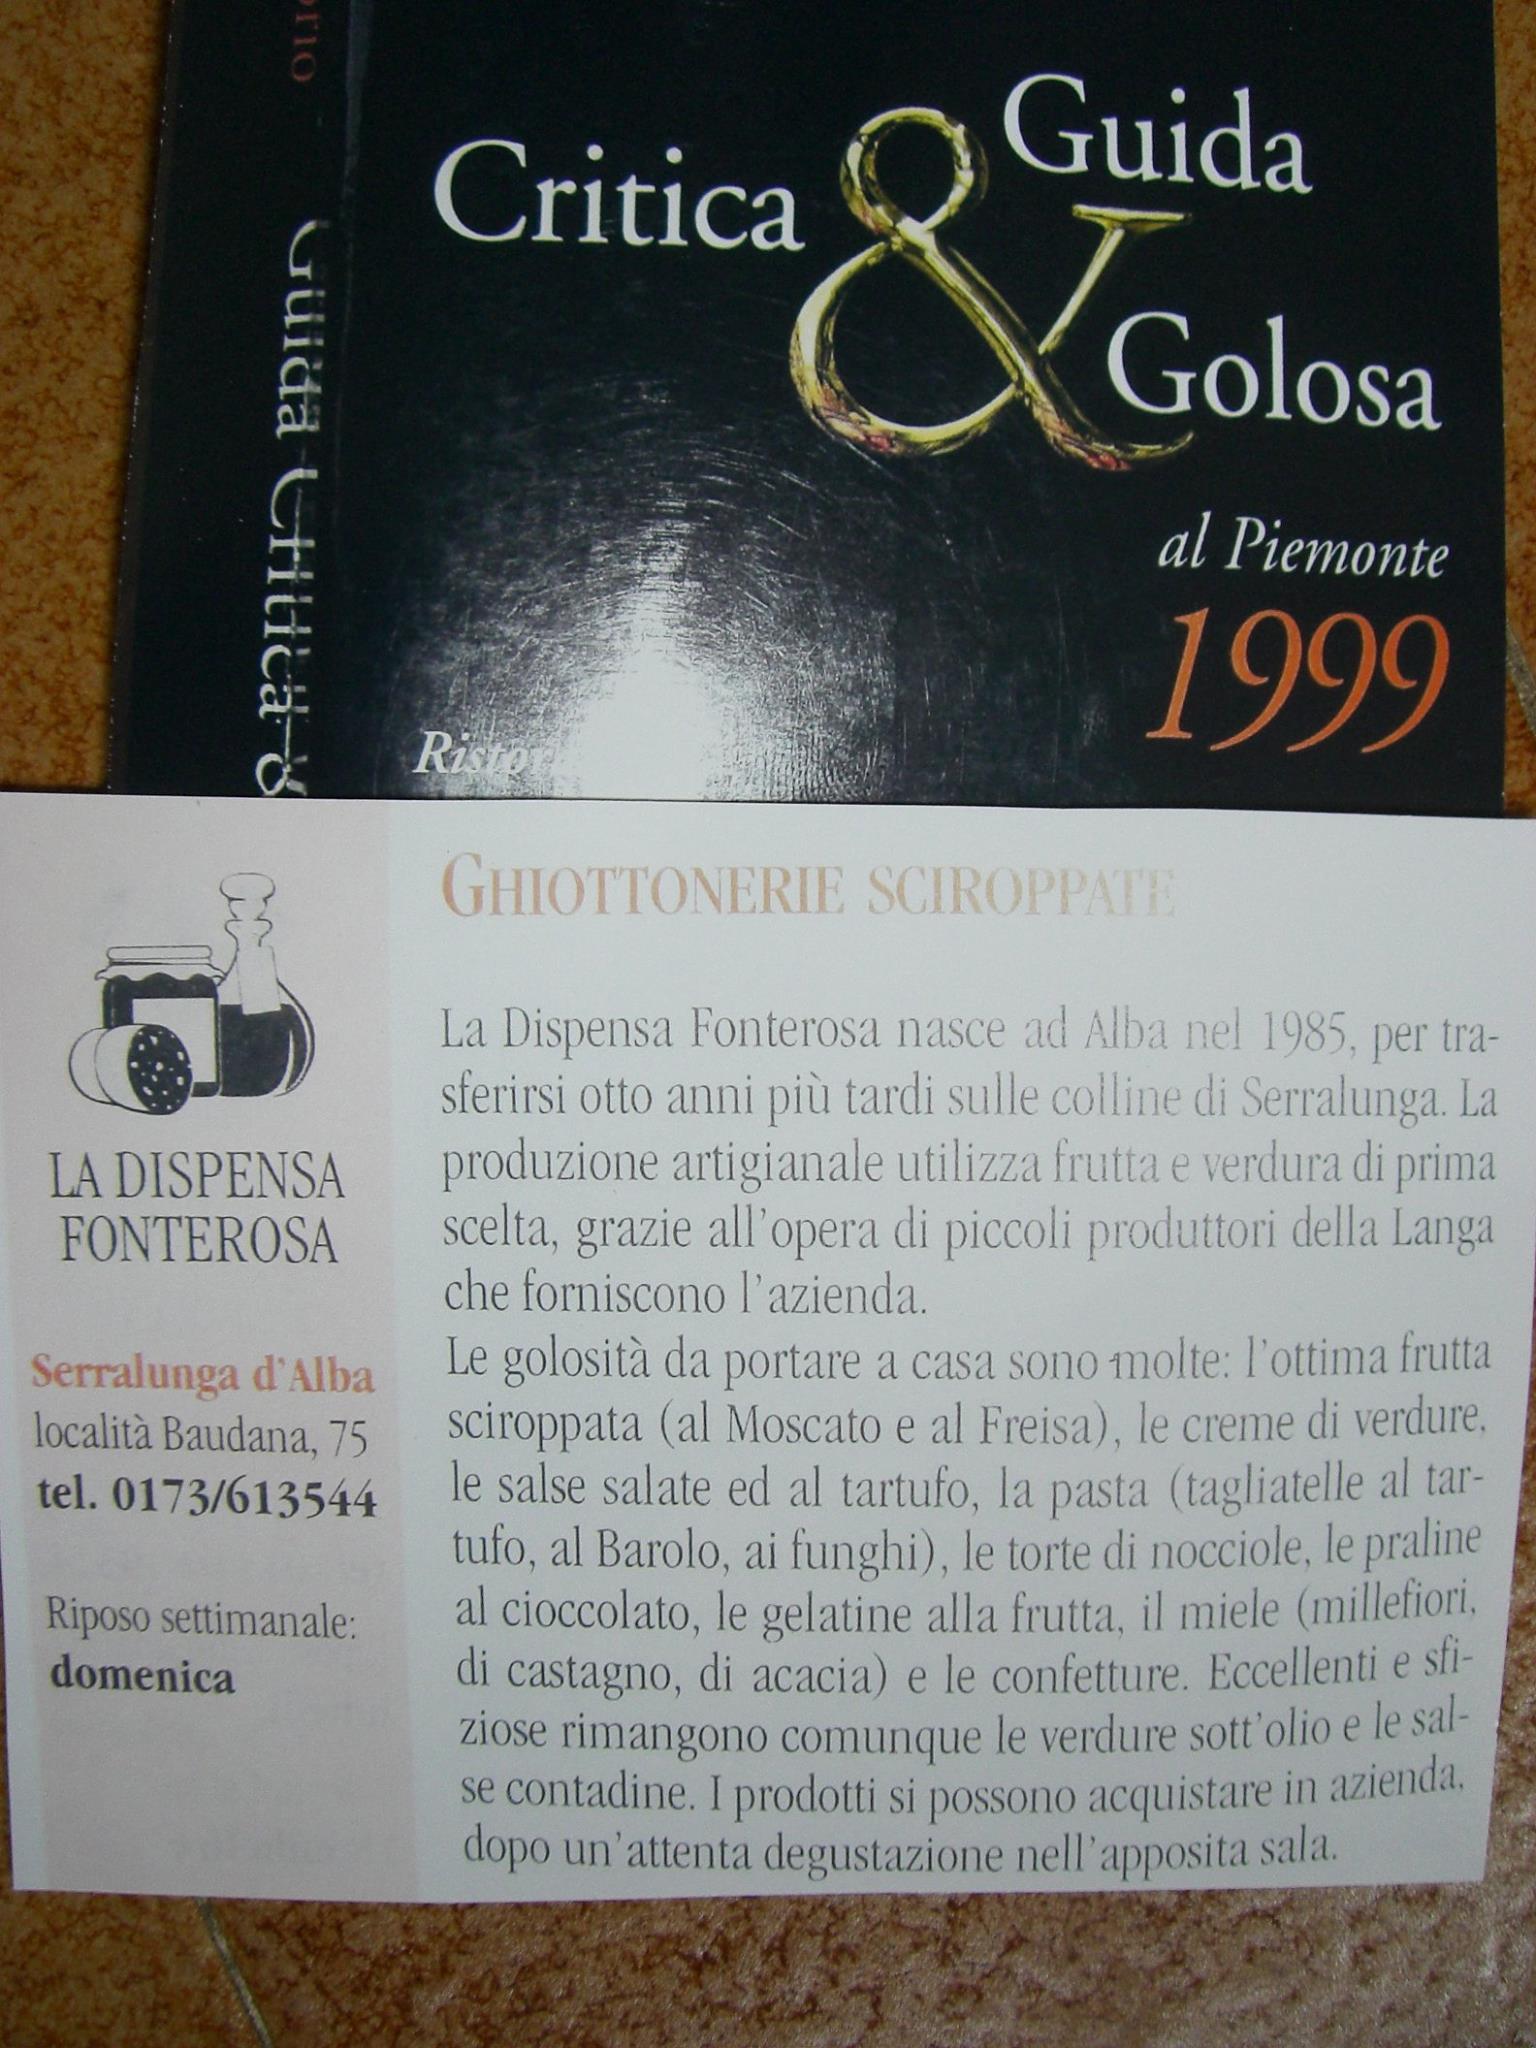 Guida
Critica &
Golosa
al Piemonte
1999
Guida Critica &
GHIOTTONERIE SCIROPPATE
La Dispensa Fonterosa nasce ad Alba nel 1985, per tra-
sferirsi otto anni più tardi sulle colline di Serralunga. La
produzione artigianale utilizza frutta e verdura di prima
scelta, grazie all'opera di piccoli produttori della Langa
che forniscono l'azienda.
Le golosità da portare a casa sono molte: l'ottima frutta
sciroppata (al Moscato e al Freisa), le creme di verdure,
le salse salate ed al tartufo, la pasta (tagliatelle al tar-
tufo, al Barolo, ai funghi), le torte di nocciole, le praline
al cioccolato, le gelatine alla frutta, il miele (millefiori,
di castagno, di acacia) e le confetture. Eccellenti e sfi-
ziose rimangono comunque le verdure sott'olio e le sal-
se contadine. I prodotti si possono acquistare in azienda,
dopo un'attenta degustazione nell'apposita sala.
LA DISPENSA
FONTEROSA
Serralunga d'Alba
località Baudana, 75
tel. 0173/613544
Riposo settimanale:
domenica